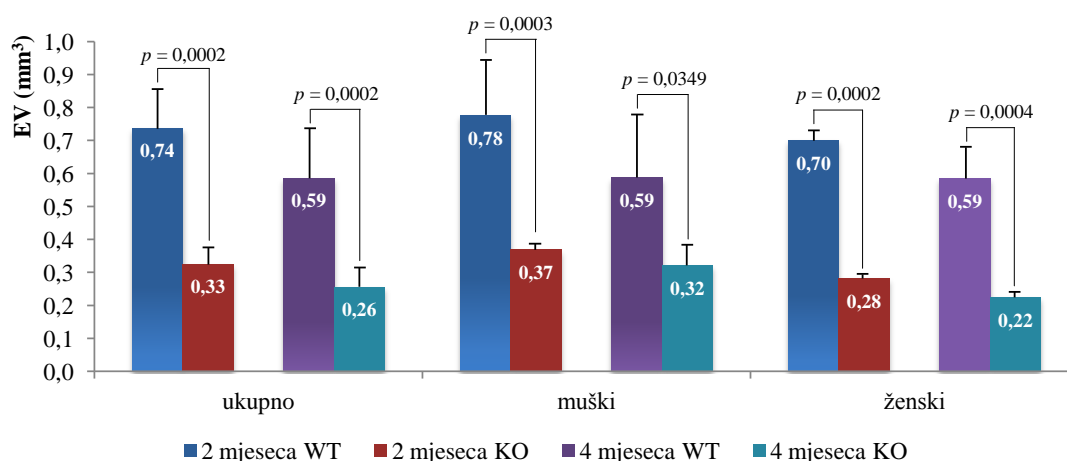 EV (mm³)
1,0
0,9
0,8
0,7
0,6
0,5
0,4
0,3
0,2
0,1
0,0
p = 0,0002
p = 0,0002
p = 0,0003
p = 0,0349
p = 0,0002
p = 0,0004
0,74
0,33
0,59
0,26
0,78
0,37
0,59
0,32
0,70
0,28
0,59
0,22
ukupno muški ženski
2 mjeseca WT 2 mjeseca KO 4 mjeseca WT 4 mjeseca KO